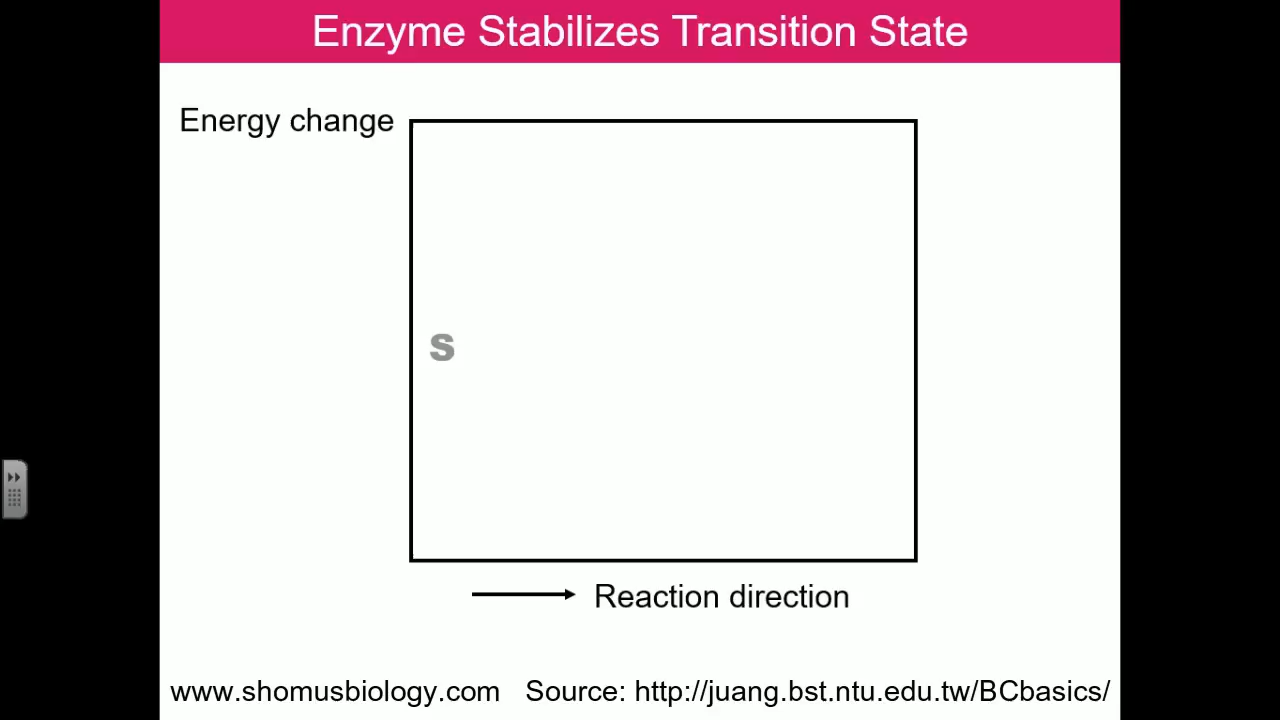 Enzyme Stabilizes Transition State
Energy change
S
Reaction direction
www.shomusbiology.com Source: http://juang.bst.ntu.edu.tw/BCbasics/